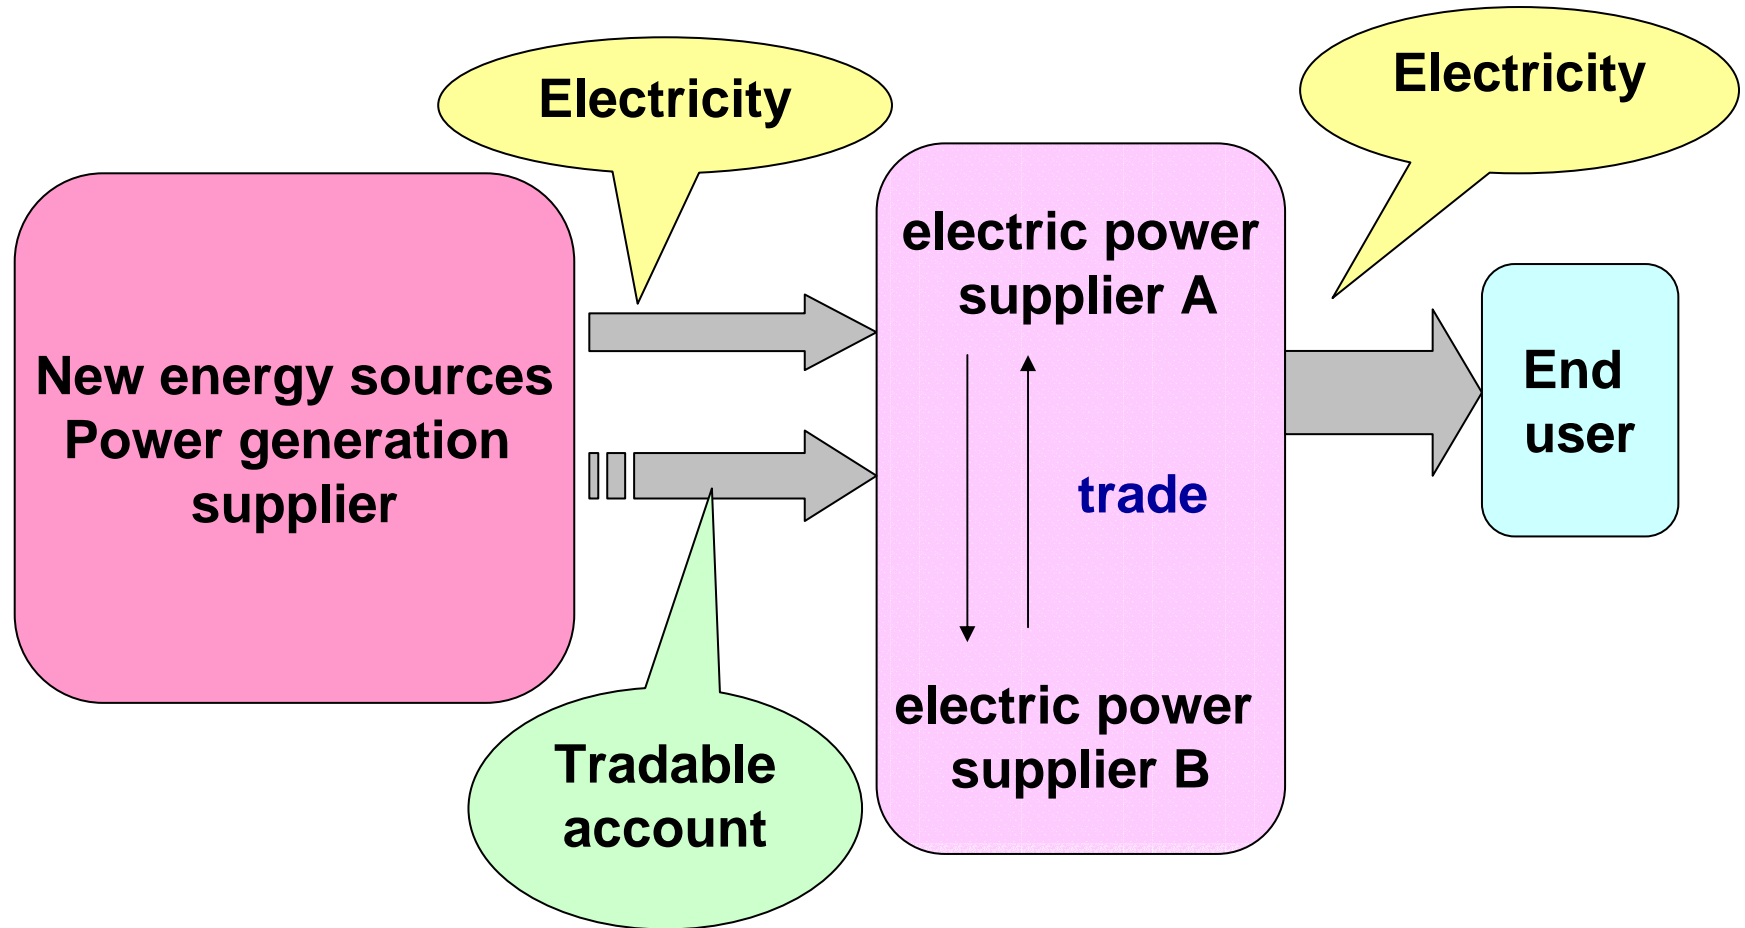 Electricity
Electricity
New energy sources
Power generation
supplier
electric power
supplier A
trade
electric power
supplier B
End
user
Tradable
account